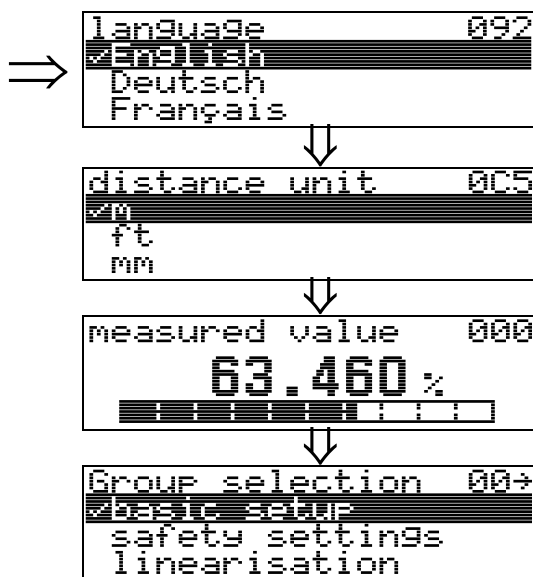 language 092
✓English
Deutsch
Français
distance unit 0C5
✓m
ft
mm
measured value 000
63.460 %
Group selection 00→
✓basic setup
safety settings
linearisation